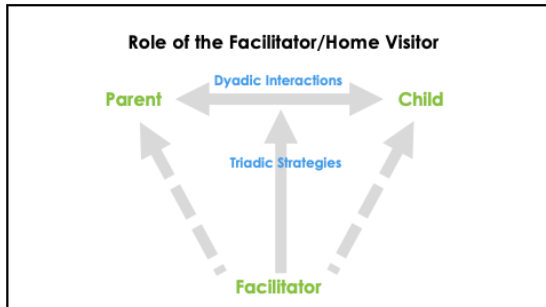 Role of the Facilitator/Home Visitor
Dyadic Interactions
Parent
Child
Triadic Strategies
Facilitator